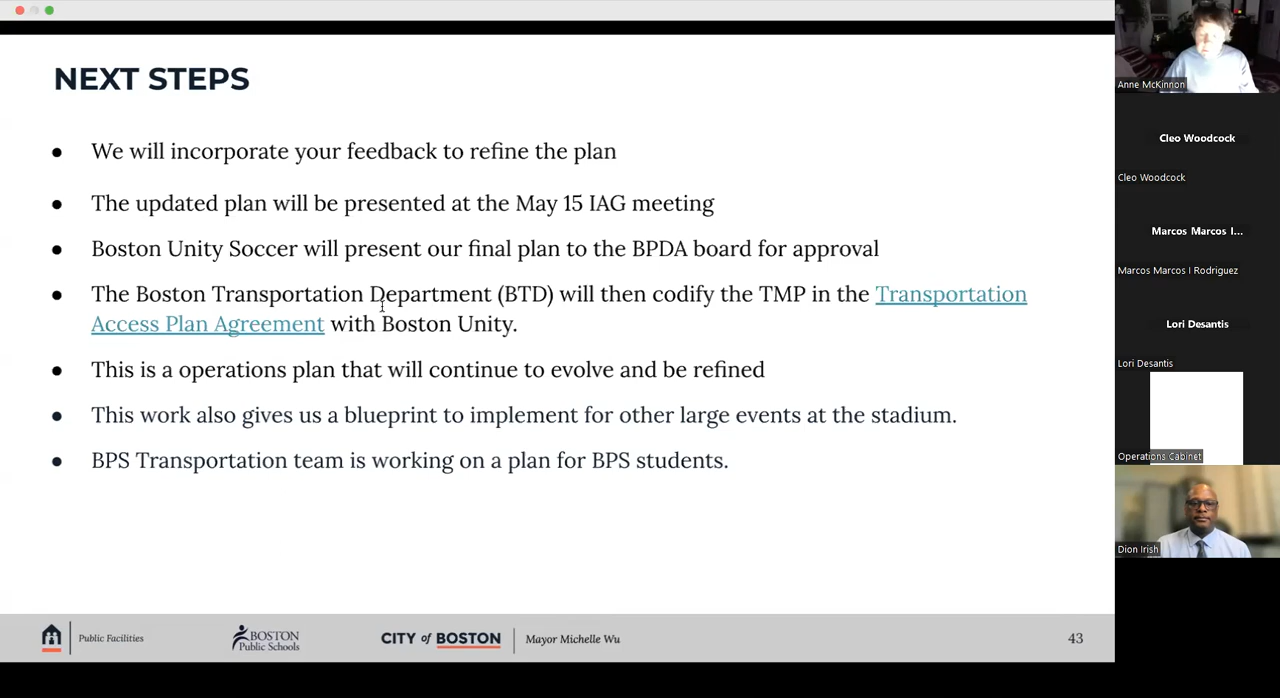 NEXT STEPS
● We will incorporate your feedback to refine the plan
● The updated plan will be presented at the May 15 IAG meeting
● Boston Unity Soccer will present our final plan to the BPDA board for approval
● The Boston Transportation Department (BTD) will then codify the TMP in the Transportation
Access Plan Agreement with Boston Unity.
● This is a operations plan that will continue to evolve and be refined
● This work also gives us a blueprint to implement for other large events at the stadium.
● BPS Transportation team is working on a plan for BPS students.
Public Facilities
BOSTON
Public Schools
CITY of BOSTON
Mayor Michelle Wu
43
Anne McKinnon
Cleo Woodcock
Cleo Woodcock
Marcos Marcos I...
Marcos Marcos I Rodriguez
Lori Desantis
Lori Desantis
Operations Cabinet
Dion Irish